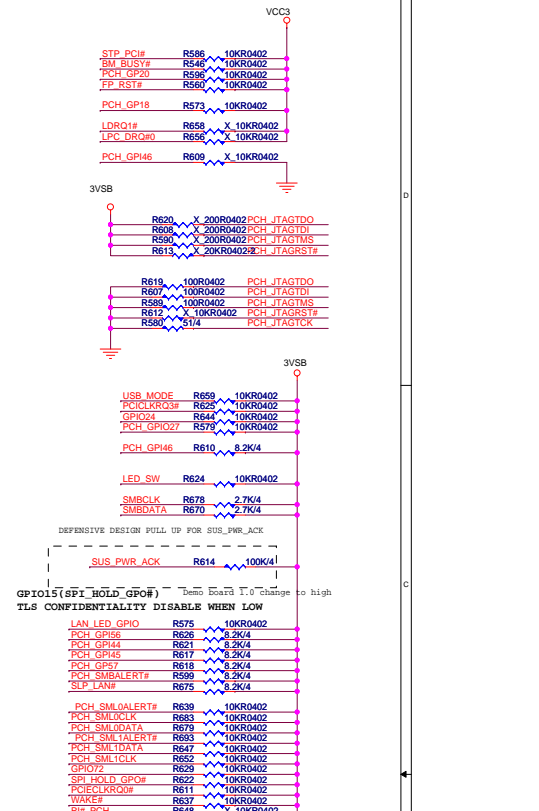 VCC3
STP_PCI# R586 10KR0402
BM_BUSY# R546 10KR0402
PCH_GP20 R596 10KR0402
FP_RST# R560 10KR0402
PCH_GP18 R573 10KR0402
LDRQ1# R658 X_10KR0402
LPC_DRQ#0 R656 X_10KR0402
PCH_GPI46 R609 X_10KR0402
3VSB
D
R620 X_200R0402 PCH_JTAGTDO
R608 X_200R0402 PCH_JTAGTDI
R590 X_200R0402 PCH_JTAGTMS
R613 X_20KR0402-2 PCH_JTAGRST#
R619 100R0402 PCH_JTAGTDO
R607 100R0402 PCH_JTAGTDI
R589 100R0402 PCH_JTAGTMS
R612 X_10KR0402 PCH_JTAGRST#
R580 51/4 PCH_JTAGTCK
3VSB
USB_MODE R659 10KR0402
PCICLKRQ3# R625 10KR0402
GPIO24 R644 10KR0402
PCH_GPIO27 R579 10KR0402
PCH_GPI46 R610 8.2K/4
LED_SW R624 10KR0402
SMBCLK R678 2.7K/4
SMBDATA R670 2.7K/4
DEFENSIVE DESIGN PULL UP FOR SUS_PWR_ACK
SUS_PWR_ACK R614 100K/4
C
GPIO15(SPI_HOLD_GPO#) Demo board 1.0 change to high
TLS CONFIDENTIALITY DISABLE WHEN LOW
LAN_LED_GPIO R575 10KR0402
PCH_GPI56 R626 8.2K/4
PCH_GPI44 R621 8.2K/4
PCH_GPI45 R617 8.2K/4
PCH_GP57 R618 8.2K/4
PCH_SMBALERT# R599 8.2K/4
SLP_LAN# R675 8.2K/4
PCH_SML0ALERT# R639 10KR0402
PCH_SML0CLK R683 10KR0402
PCH_SML0DATA R679 10KR0402
PCH_SML1ALERT# R693 10KR0402
PCH_SML1DATA R647 10KR0402
PCH_SML1CLK R652 10KR0402
GPIO72 R629 10KR0402
SPI_HOLD_GPO# R622 10KR0402
PCIECLKRQ0# R611 10KR0402
WAKE# R637 10KR0402
R648 X_10KR0402